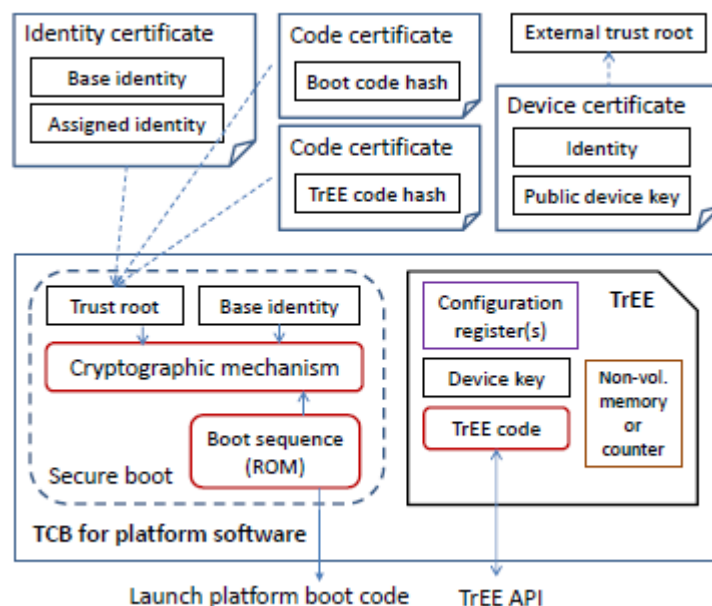 Identity certificate
Base identity
Assigned identity
Code certificate
Boot code hash
Code certificate
TrEE code hash
External trust root
Device certificate
Identity
Public device key
Trust root
Base identity
Cryptographic mechanism
Boot sequence
(ROM)
Secure boot
TCB for platform software
Configuration
register(s)
TrEE
Device key
TrEE code
Non-vol.
memory
or
counter
Launch platform boot code
TrEE API